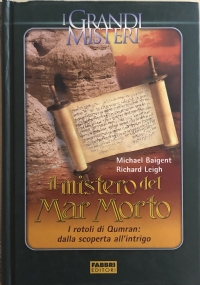 I GRANDI
MISTERI
Michael Baigent
Richard Leigh
il mistero del
Mar Morto
I rotoli di Qumran:
dalla scoperta all'intrigo
FABBRI
EDITORI